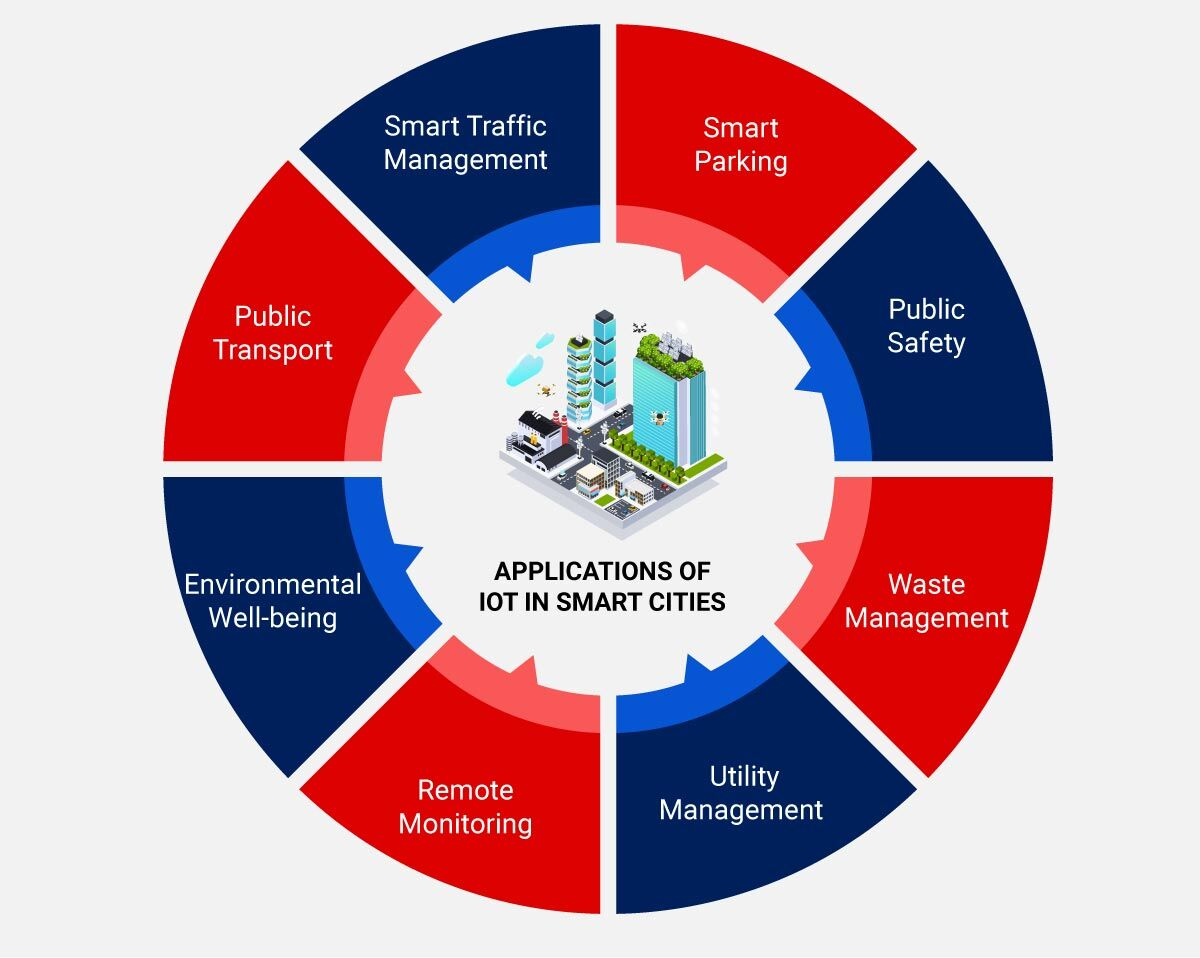 Smart Traffic
Management
Smart
Parking
Public
Safety
Waste
Management
Utility
Management
Remote
Monitoring
Environmental
Well-being
Public
Transport
APPLICATIONS OF
IOT IN SMART CITIES